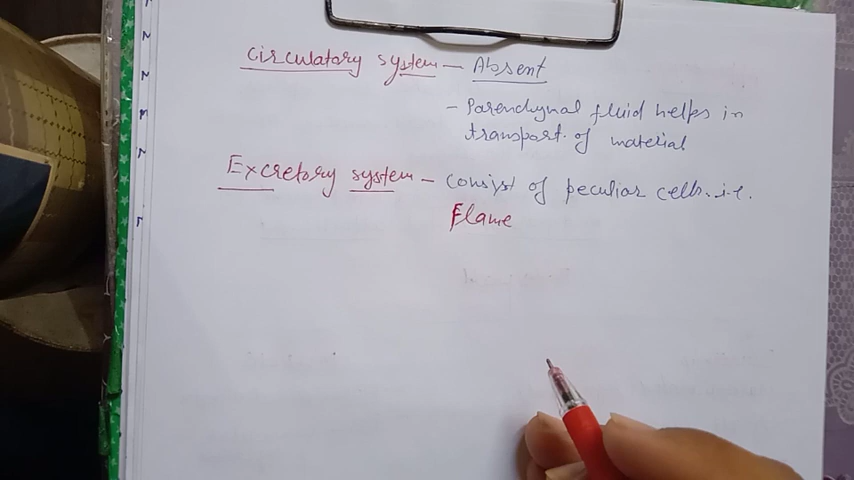 Circulatory system — Absent
- Parenchymal fluid helps in
transport of material
Excretory system — consist of peculiar cells. i.e.
Flame